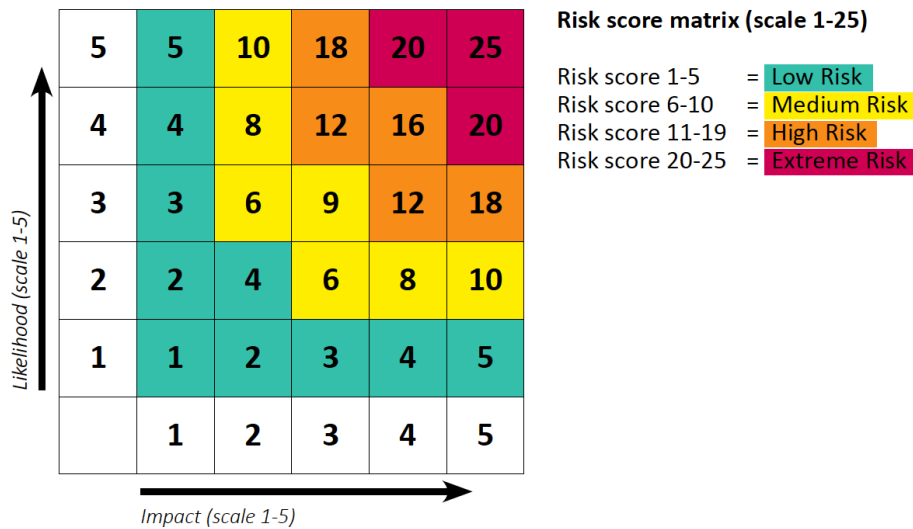 Risk score matrix (scale 1-25)
Risk score 1-5 = Low Risk
Risk score 6-10 = Medium Risk
Risk score 11-19 = High Risk
Risk score 20-25 = Extreme Risk
Likelihood (scale 1-5)
5 5 10 18 20 25
4 4 8 12 16 20
3 3 6 9 12 18
2 2 4 6 8 10
1 1 2 3 4 5
1 2 3 4 5
Impact (scale 1-5)